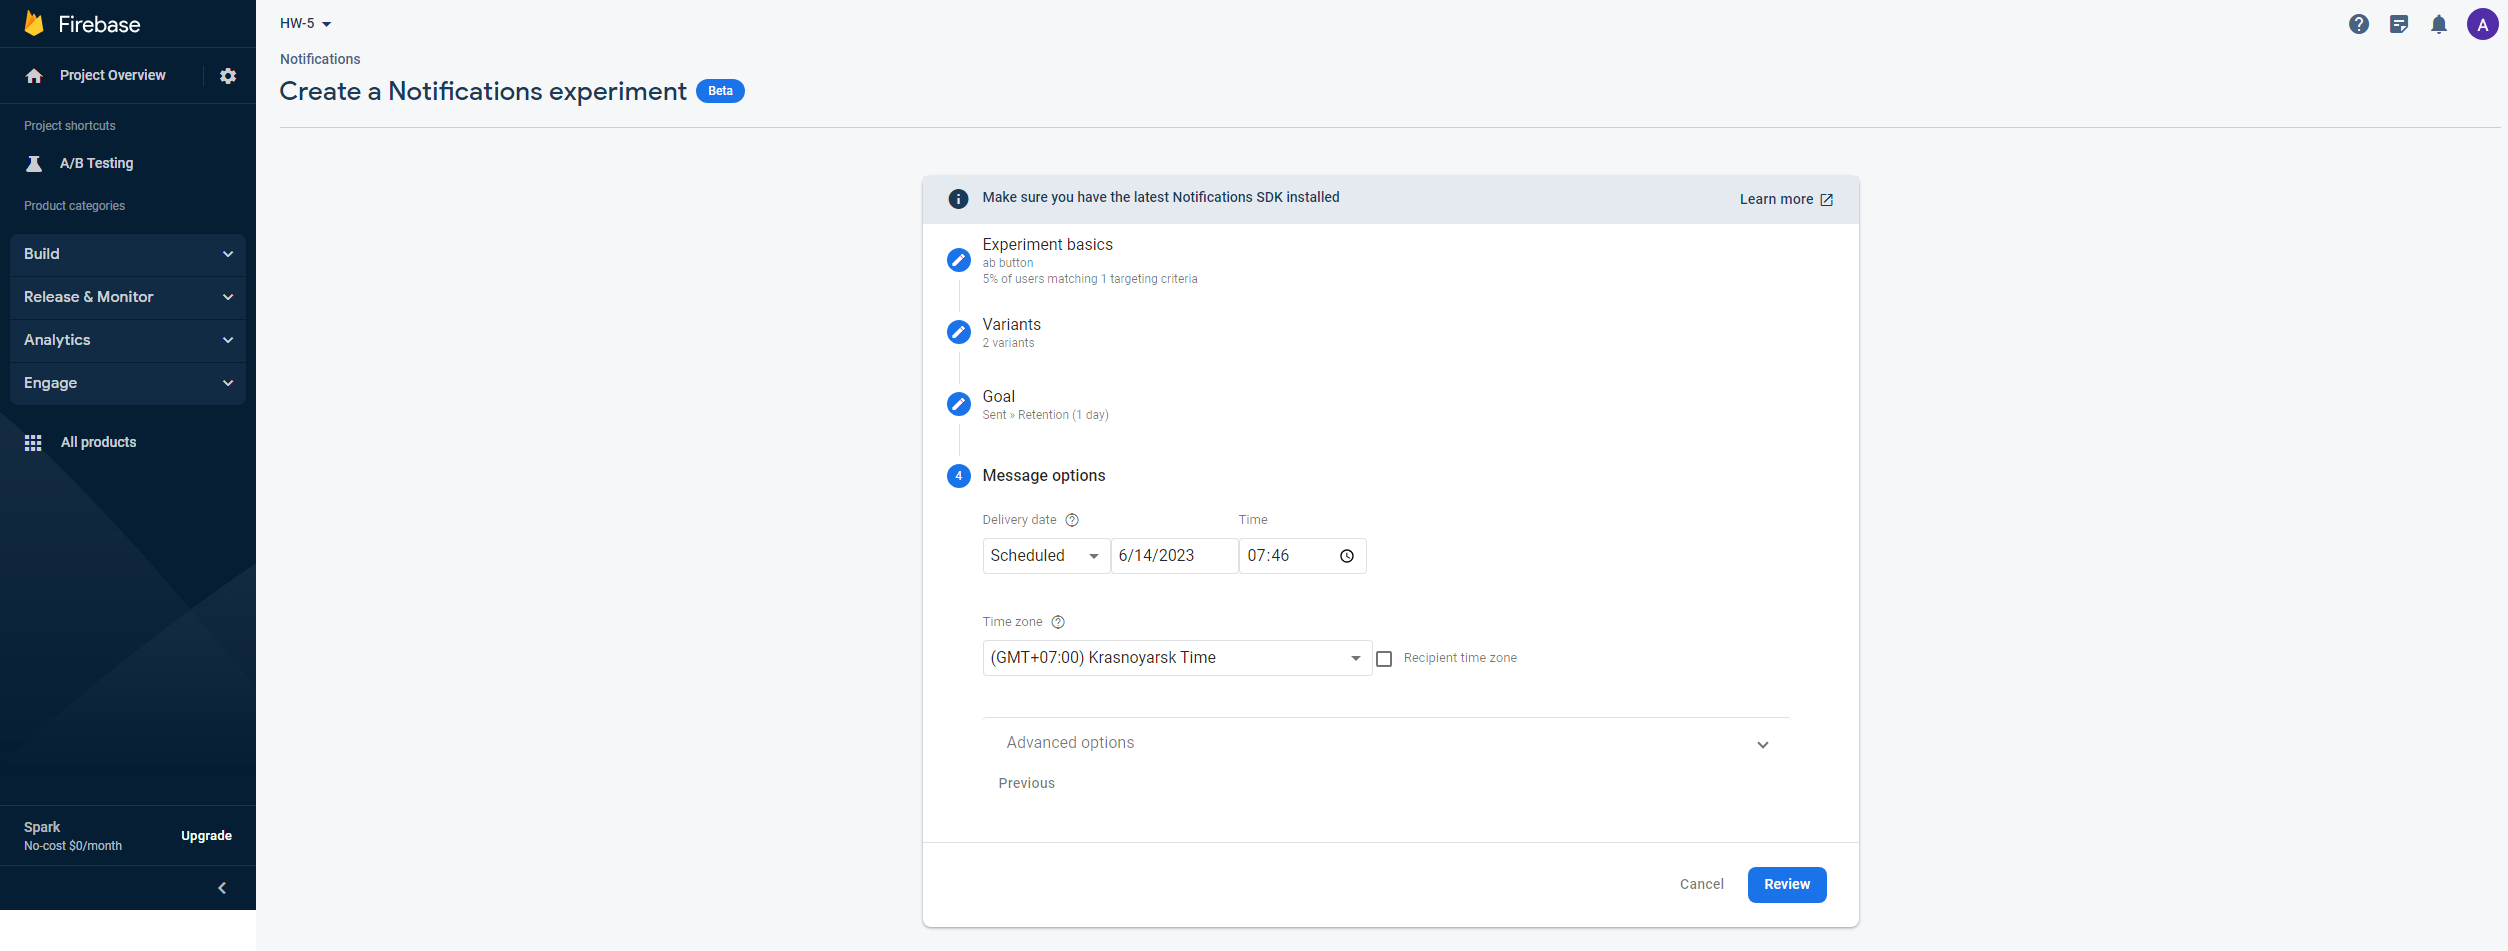 Firebase
Project Overview
Project shortcuts
A/B Testing
Product categories
Build
Release & Monitor
Analytics
Engage
All products
Spark
No-cost $0/month
Upgrade
HW-5
A
Notifications
Create a Notifications experiment Beta
Make sure you have the latest Notifications SDK installed
Learn more
Experiment basics
ab button
5% of users matching 1 targeting criteria
Variants
2 variants
Goal
Sent » Retention (1 day)
4 Message options
Delivery date Time
Scheduled 6/14/2023 07:46
Time zone
(GMT+07:00) Krasnoyarsk Time Recipient time zone
Advanced options
Previous
Cancel Review